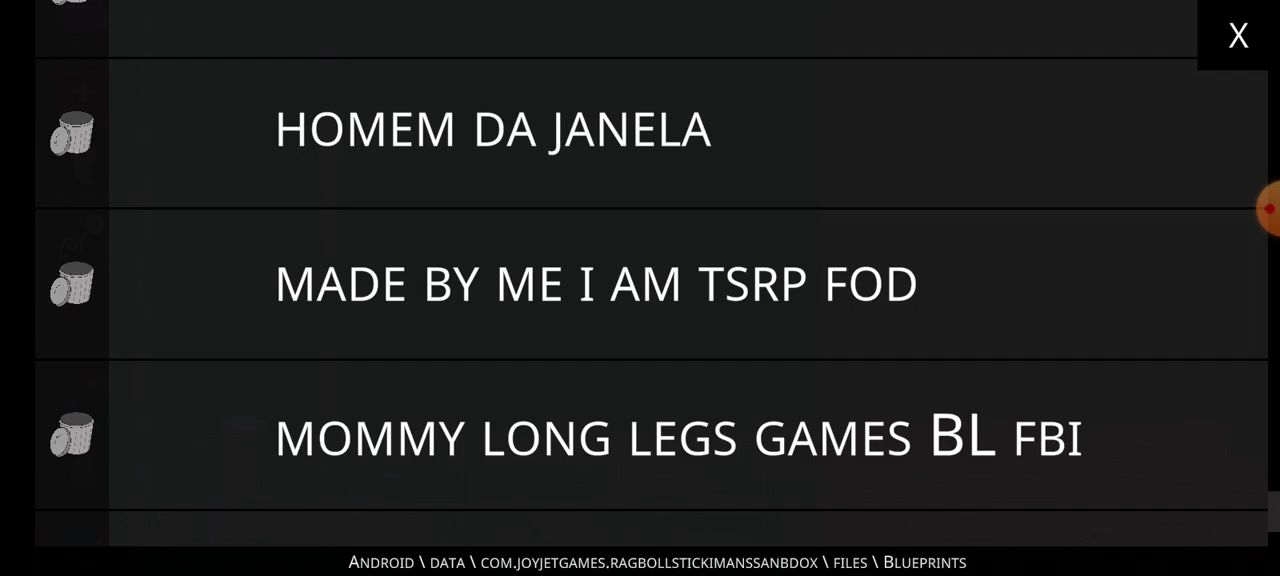 X
HOMEM DA JANELA
MADE BY ME I AM TSRP FOD
MOMMY LONG LEGS GAMES BL FBI
ANDROID \ DATA \ COM.JOYJETGAMES.RAGBOLLSTICKIMANSSANBDOX \ FILES \ BLUEPRINTS